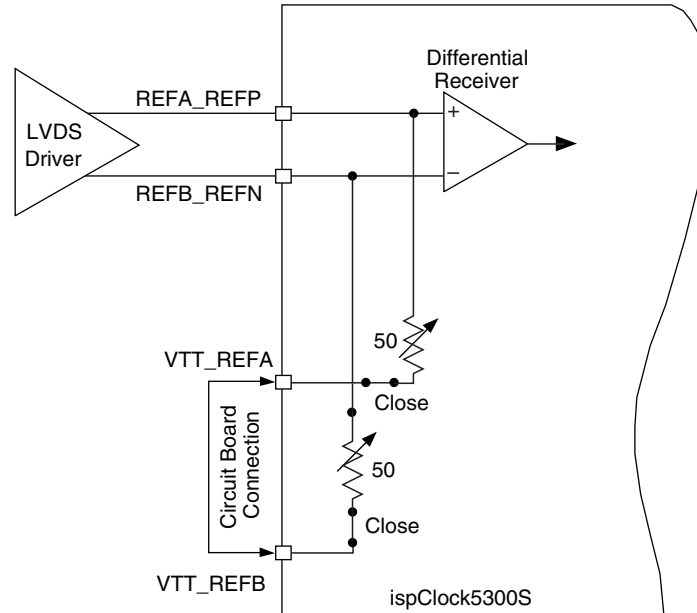 Differential
Receiver
REFA_REFP
+
LVDS
Driver
–
REFB_REFN
50
VTT_REFA
Close
Circuit Board
Connection
50
Close
VTT_REFB
ispClock5300S